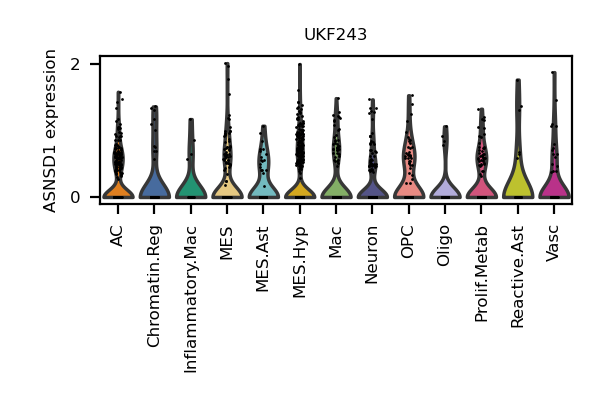 UKF243
ASNSD1 expression
2
0
AC
Chromatin.Reg
Inflammatory.Mac
MES
MES.Ast
MES.Hyp
Mac
Neuron
OPC
Oligo
Prolif.Metab
Reactive.Ast
Vasc